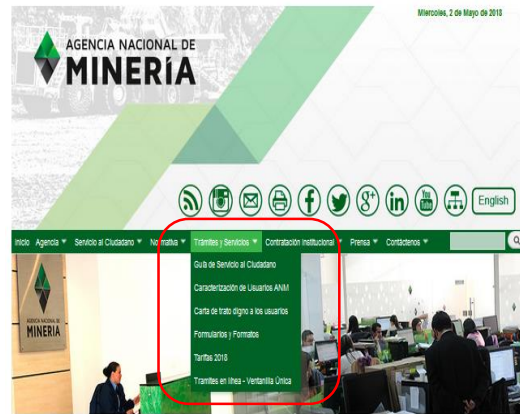 Miercoles, 2 de Mayo de 2018
AGENCIA NACIONAL DE
MINERÍA
You
Tube
English
Inicio Agencia Servicio al Ciudadano Normativa Trámites y Servicios Contratación Institucional Prensa Contáctenos
Guía de Servicio al Ciudadano
Caracterización de Usuarios ANM
Carta de trato digno a los usuarios
Formularios y Formatos
Tarifas 2018
Tramites en línea - Ventanilla Única
AGENCIA NACIONAL DE
MINERÍA